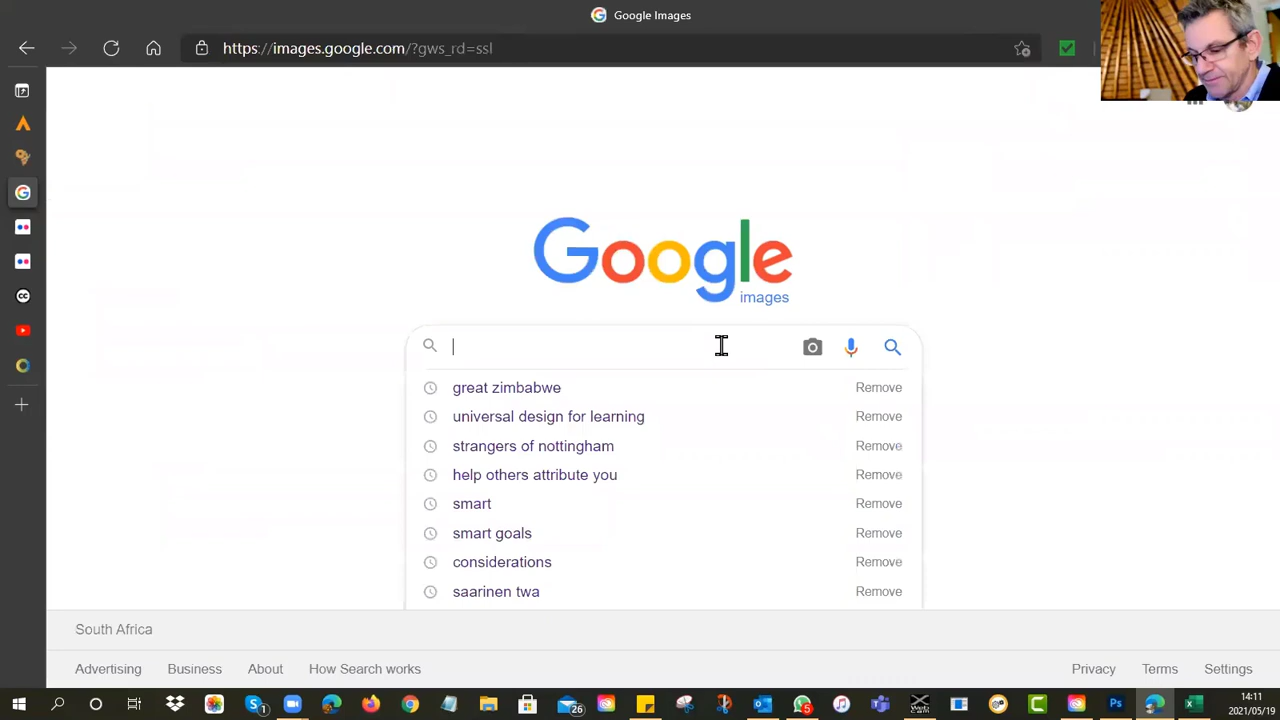 Google Images
https://images.google.com/?gws_rd=ssl
Google
images
great zimbabwe Remove
universal design for learning Remove
strangers of nottingham Remove
help others attribute you Remove
smart Remove
smart goals Remove
considerations Remove
saarinen twa Remove
South Africa
Advertising Business About How Search works Privacy Terms Settings
14:11
2021/05/19